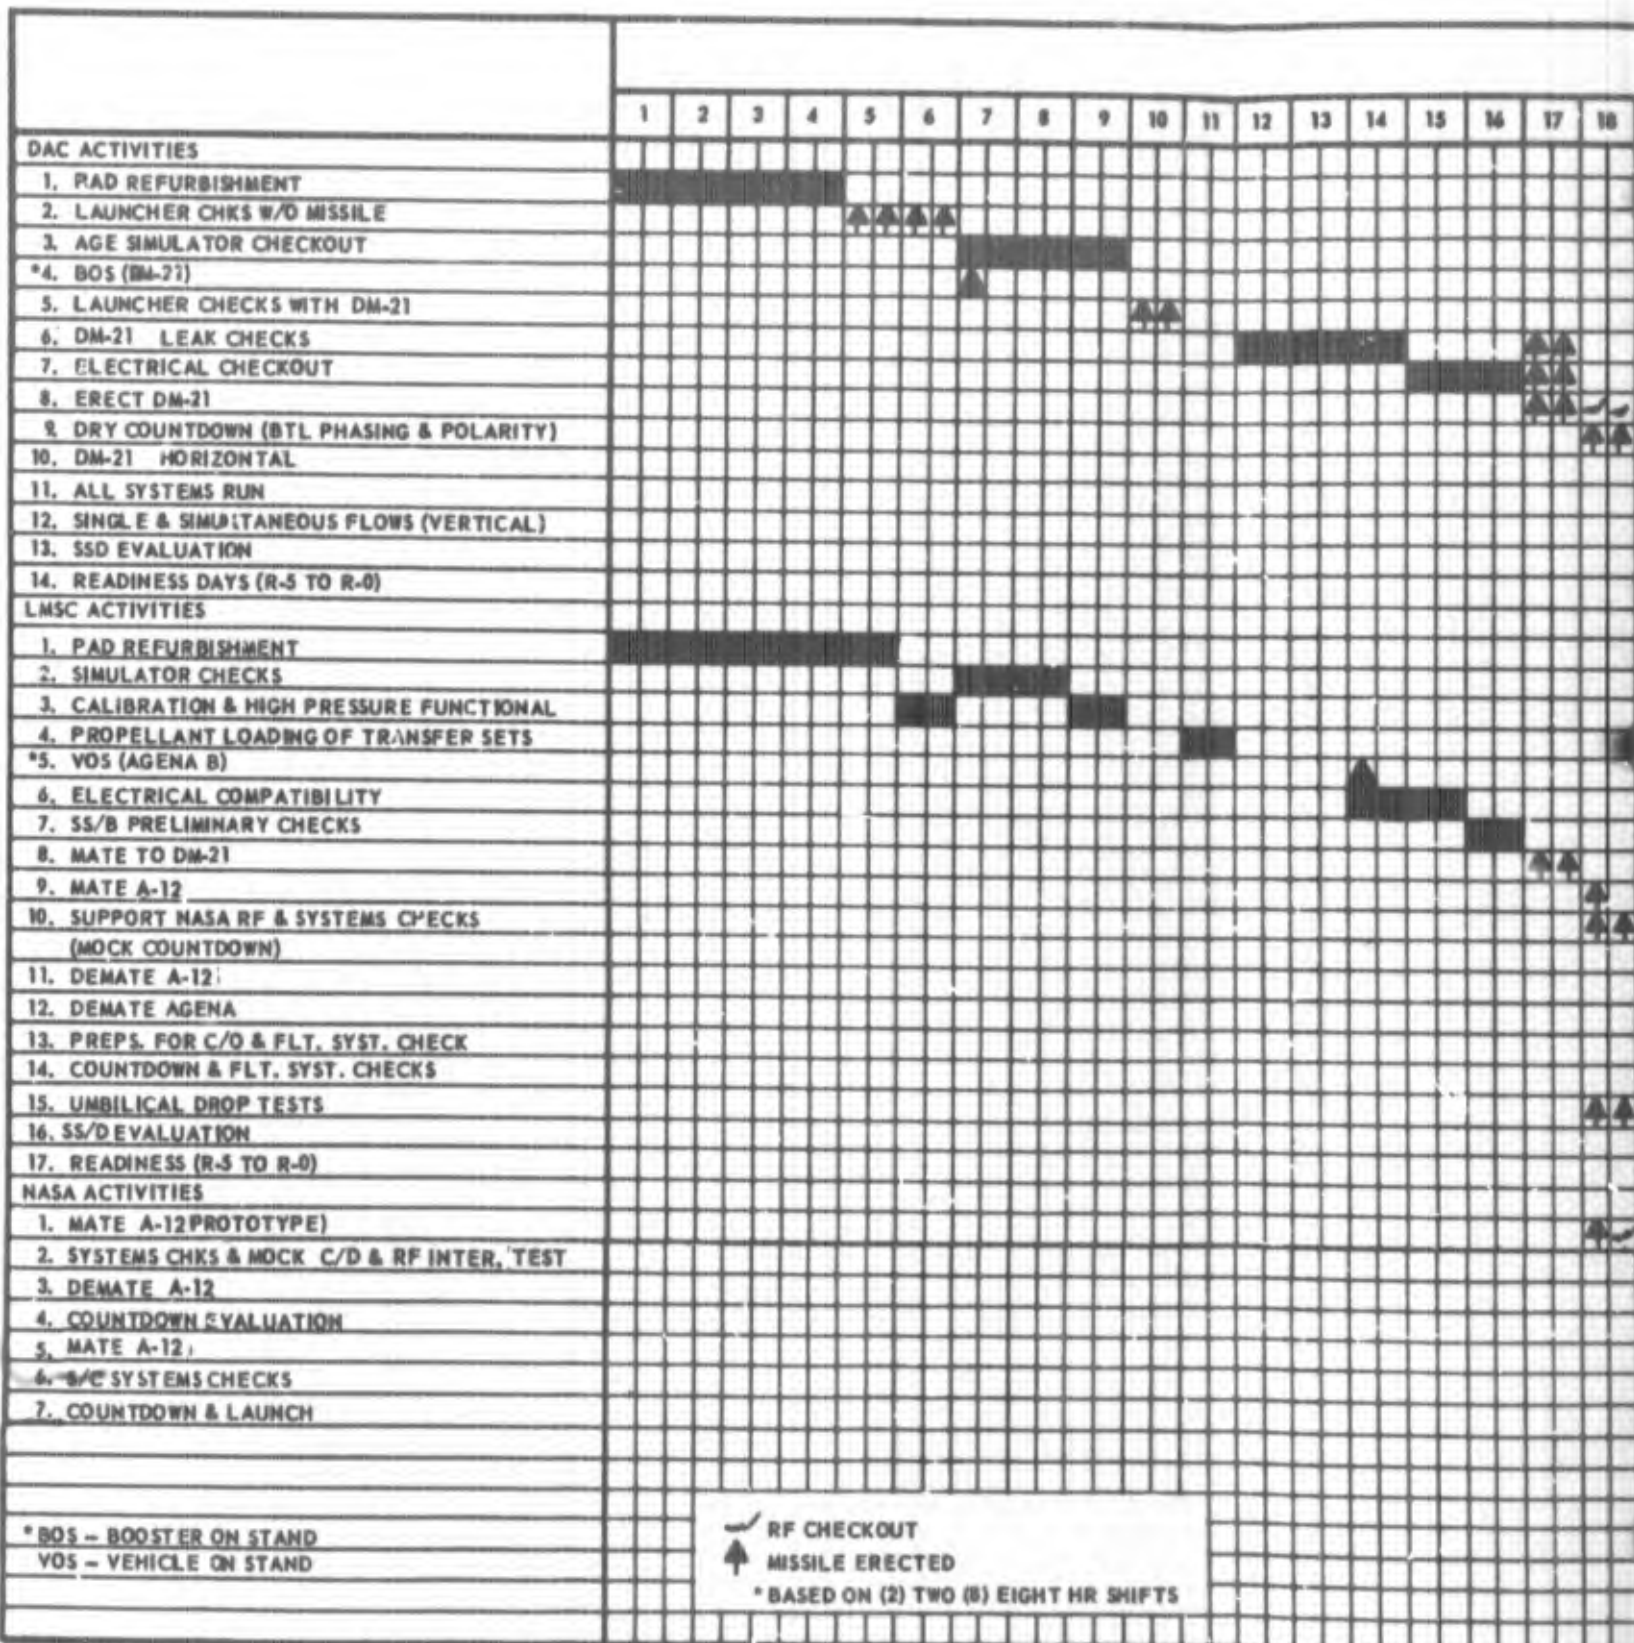 1 2 3 4 5 6 7 8 9 10 11 12 13 14 15 16 17 18
DAC ACTIVITIES
1. PAD REFURBISHMENT
2. LAUNCHER CHKS W/O MISSILE
3. AGE SIMULATOR CHECKOUT
*4. BOS (DM-21)
5. LAUNCHER CHECKS WITH DM-21
6. DM-21 LEAK CHECKS
7. ELECTRICAL CHECKOUT
8. ERECT DM-21
9. DRY COUNTDOWN (BTL PHASING & POLARITY)
10. DM-21 HORIZONTAL
11. ALL SYSTEMS RUN
12. SINGLE & SIMULTANEOUS FLOWS (VERTICAL)
13. SSD EVALUATION
14. READINESS DAYS (R-5 TO R-0)
LMSC ACTIVITIES
1. PAD REFURBISHMENT
2. SIMULATOR CHECKS
3. CALIBRATION & HIGH PRESSURE FUNCTIONAL
4. PROPELLANT LOADING OF TRANSFER SETS
*5. VOS (AGENA B)
6. ELECTRICAL COMPATIBILITY
7. SS/B PRELIMINARY CHECKS
8. MATE TO DM-21
9. MATE A-12
10. SUPPORT NASA RF & SYSTEMS CHECKS
(MOCK COUNTDOWN)
11. DEMATE A-12
12. DEMATE AGENA
13. PREPS. FOR C/O & FLT. SYST. CHECK
14. COUNTDOWN & FLT. SYST. CHECKS
15. UMBILICAL DROP TESTS
16. SS/D EVALUATION
17. READINESS (R-5 TO R-0)
NASA ACTIVITIES
1. MATE A-12 PROTOTYPE)
2. SYSTEMS CHKS & MOCK C/D & RF INTER. TEST
3. DEMATE A-12
4. COUNTDOWN EVALUATION
5. MATE A-12
6. S/C SYSTEMS CHECKS
7. COUNTDOWN & LAUNCH
*BOS - BOOSTER ON STAND
VOS - VEHICLE ON STAND
RF CHECKOUT
MISSILE ERECTED
* BASED ON (2) TWO (8) EIGHT HR SHIFTS